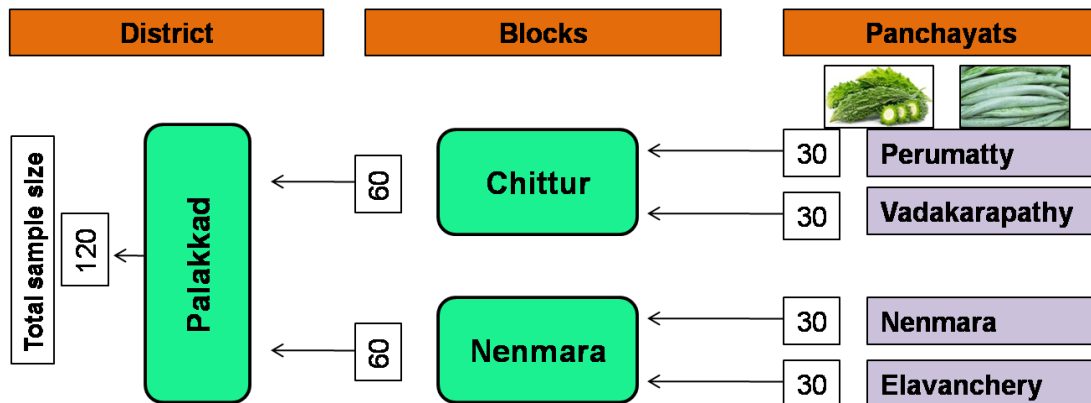 District
Blocks
Panchayats
Total sample size
120
Palakkad
60
Chittur
30
Perumatty
30
Vadakarapathy
60
Nenmara
30
Nenmara
30
Elavanchery